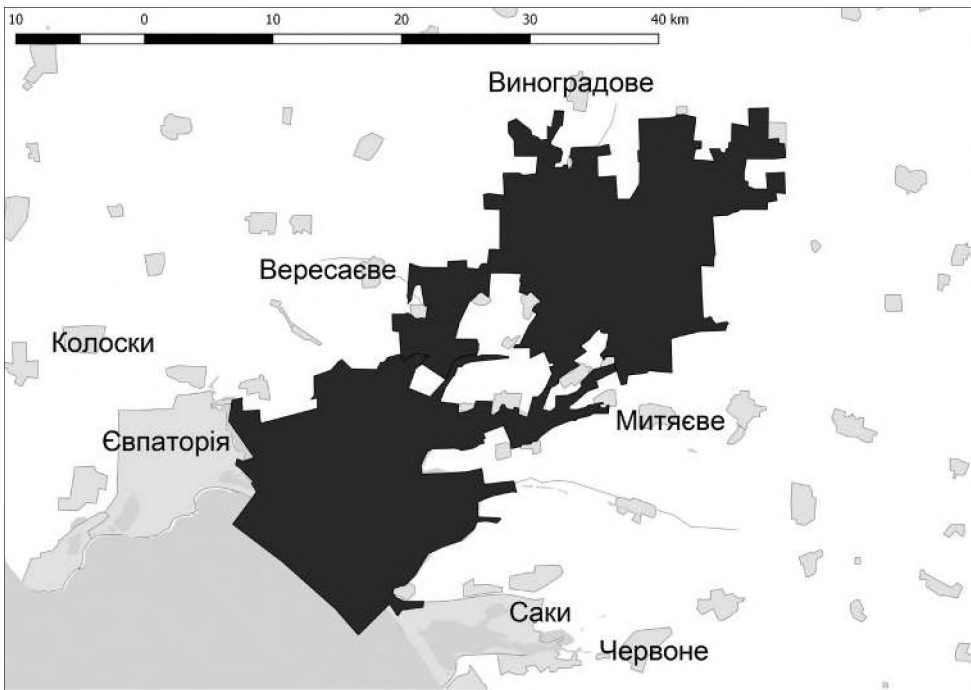 10 0 10 20 30 40 km
Виноградове
Вересаєве
Колоски
Євпаторія
Митяєве
Саки
Червоне